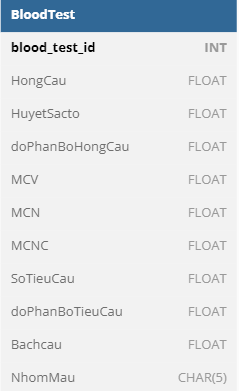 BloodTest
blood_test_id INT
HongCau FLOAT
HuyetSacto FLOAT
doPhanBoHongCau FLOAT
MCV FLOAT
MCN FLOAT
MCNC FLOAT
SoTieuCau FLOAT
doPhanBoTieuCau FLOAT
Bachcau FLOAT
NhomMau CHAR(5)